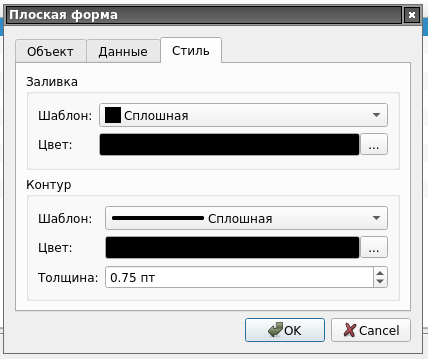 Плоская форма
Объект Данные Стиль
Заливка
Шаблон: Сплошная
Цвет: ...
Контур
Шаблон: Сплошная
Цвет: ...
Толщина: 0.75 пт
OK Cancel